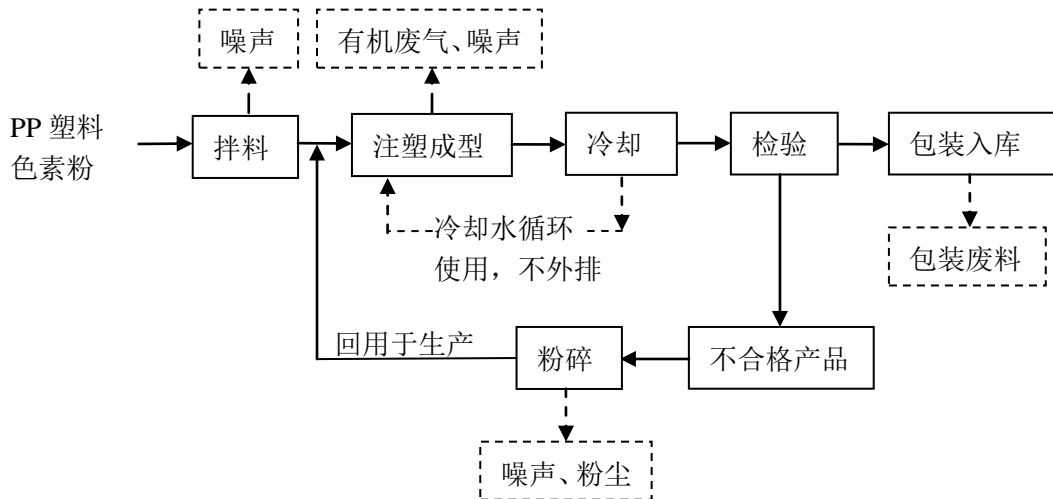 噪声
有机废气、噪声
PP 塑料
色素粉
拌料
注塑成型
冷却
检验
包装入库
冷却水循环
使用，不外排
包装废料
回用于生产
粉碎
不合格产品
噪声、粉尘